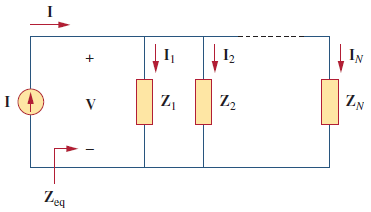 I
+ I₁ I₂ I_N
I V Z₁ Z₂ Z_N
−
Z_eq